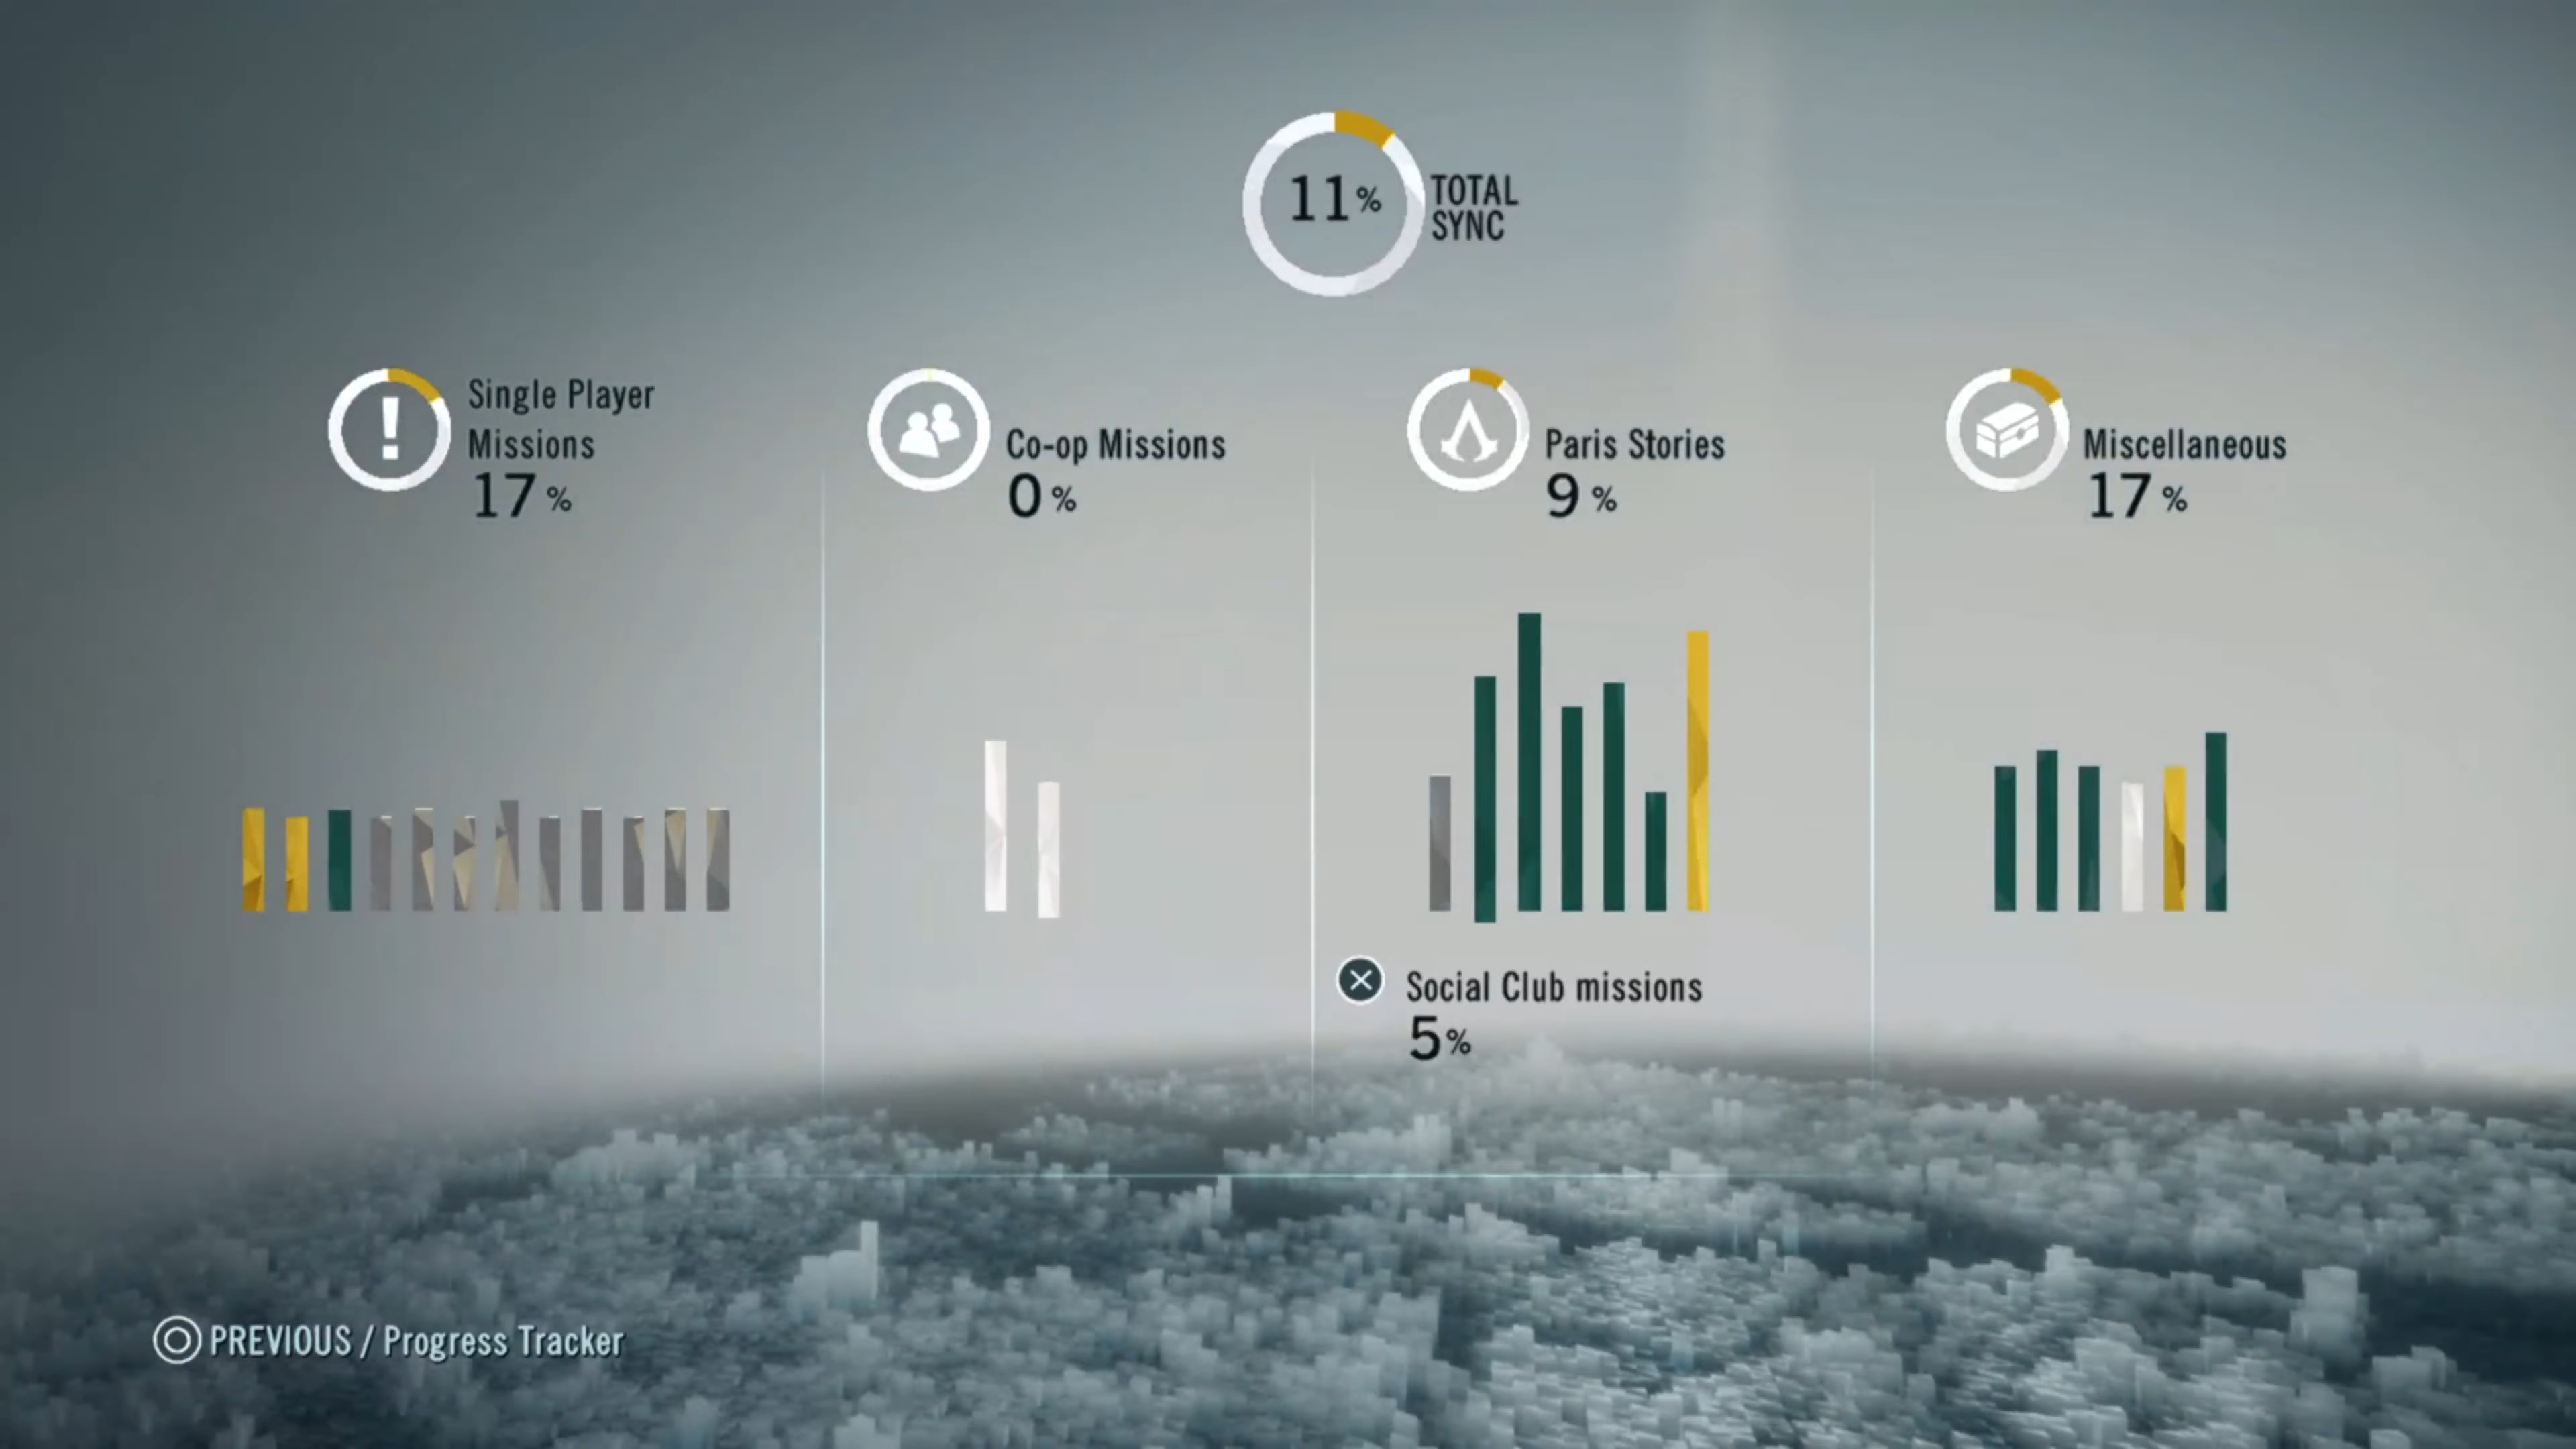 11%
TOTAL
SYNC
Single Player
Missions
17 %
Co-op Missions
0 %
Paris Stories
9 %
Miscellaneous
17 %
Social Club missions
5%
PREVIOUS / Progress Tracker